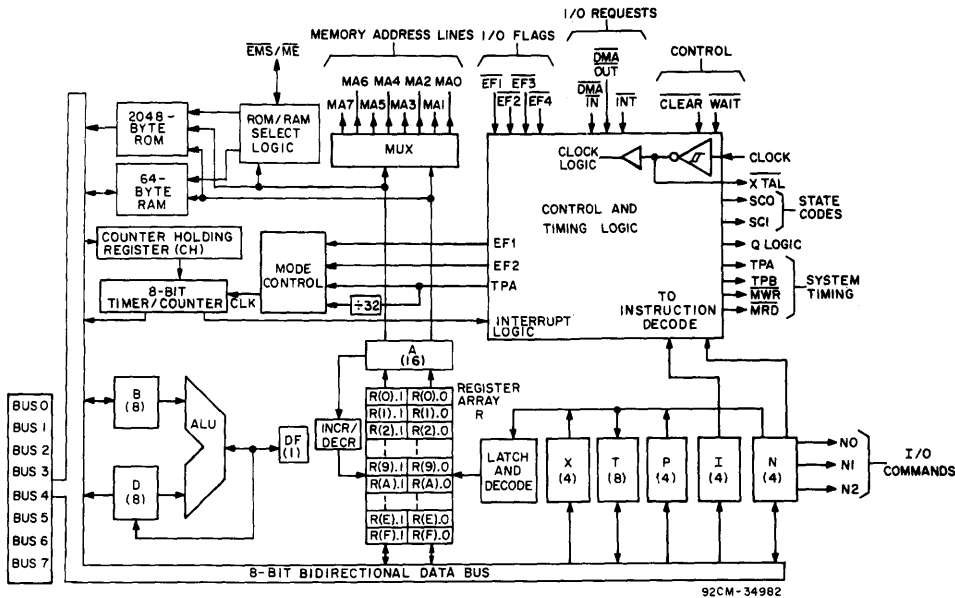 I/O REQUESTS
MEMORY ADDRESS LINES
I/O FLAGS
CONTROL
EMS/ME
DMA
OUT
MA6 MA4 MA2 MA0
MA7 MA5 MA3 MA1
EF1 EF3
EF2 EF4
DMA
IN
INT
CLEAR WAIT
2048-
BYTE
ROM
ROM/RAM
SELECT
LOGIC
MUX
CLOCK
LOGIC
CLOCK
XTAL
64-
BYTE
RAM
CONTROL AND
TIMING LOGIC
SC0
SC1
STATE
CODES
COUNTER HOLDING
REGISTER (CH)
MODE
CONTROL
EF1
EF2
TPA
Q LOGIC
TPA
TPB
MWR
MRD
SYSTEM
TIMING
8-BIT
TIMER/COUNTER
CLK
÷32
INTERRUPT
LOGIC
TO
INSTRUCTION
DECODE
A
(16)
BUS 0
BUS 1
BUS 2
BUS 3
BUS 4
BUS 5
BUS 6
BUS 7
B
(8)
D
(8)
ALU
DF
(1)
INCR/
DECR
R(0).1 R(0).0
R(1).1 R(1).0
R(2).1 R(2).0
R(9).1 R(9).0
R(A).1 R(A).0
R(E).1 R(E).0
R(F).1 R(F).0
REGISTER
ARRAY
R
LATCH
AND
DECODE
X
(4)
T
(8)
P
(4)
I
(4)
N
(4)
N0
N1
N2
I/O
COMMANDS
8-BIT BIDIRECTIONAL DATA BUS
92CM-34982